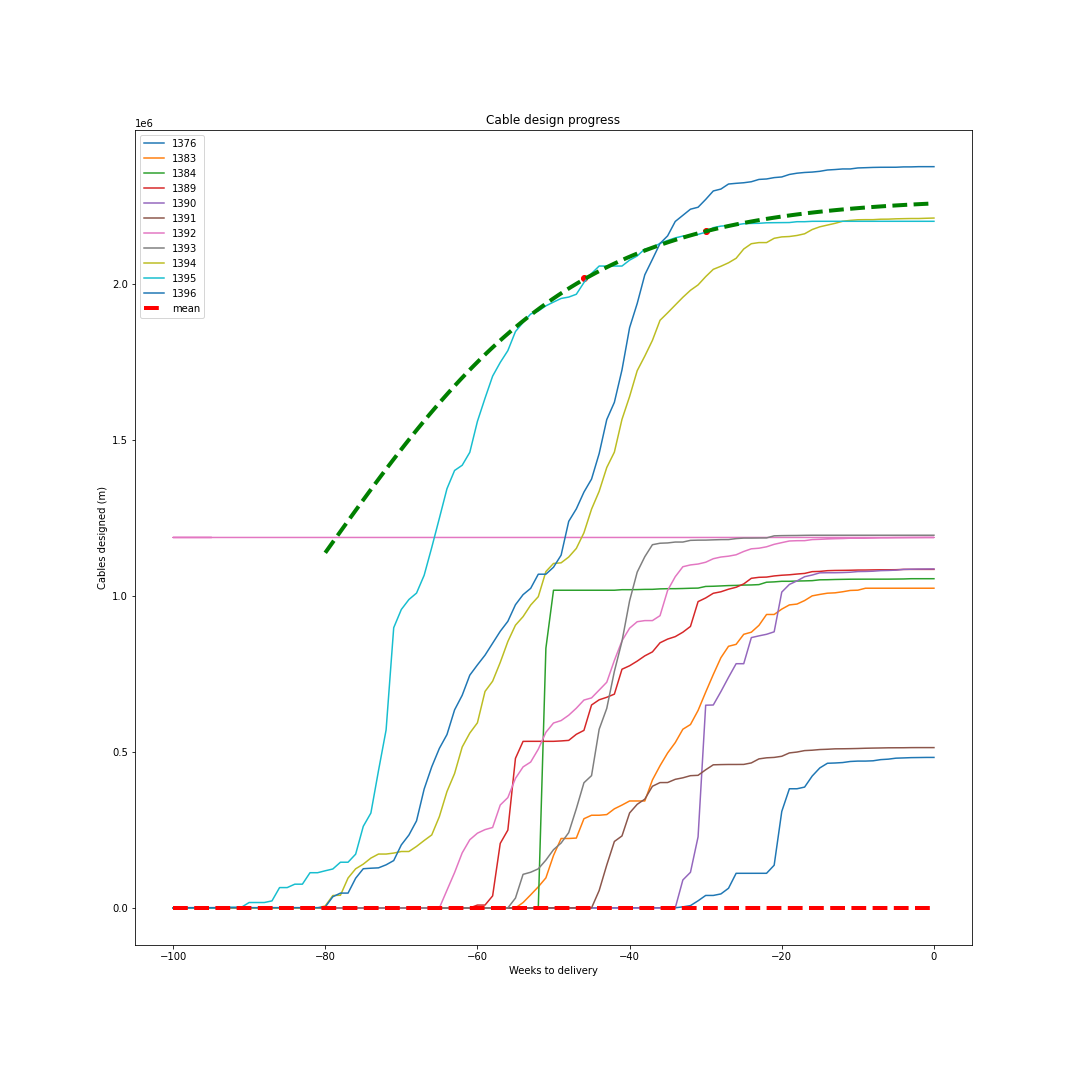 Cable design progress
1e6
1376
1383
1384
1389
1390
1391
1392
1393
1394
1395
1396
mean
2.0
1.5
1.0
0.5
0.0
Cables designed (m)
−100 −80 −60 −40 −20 0
Weeks to delivery